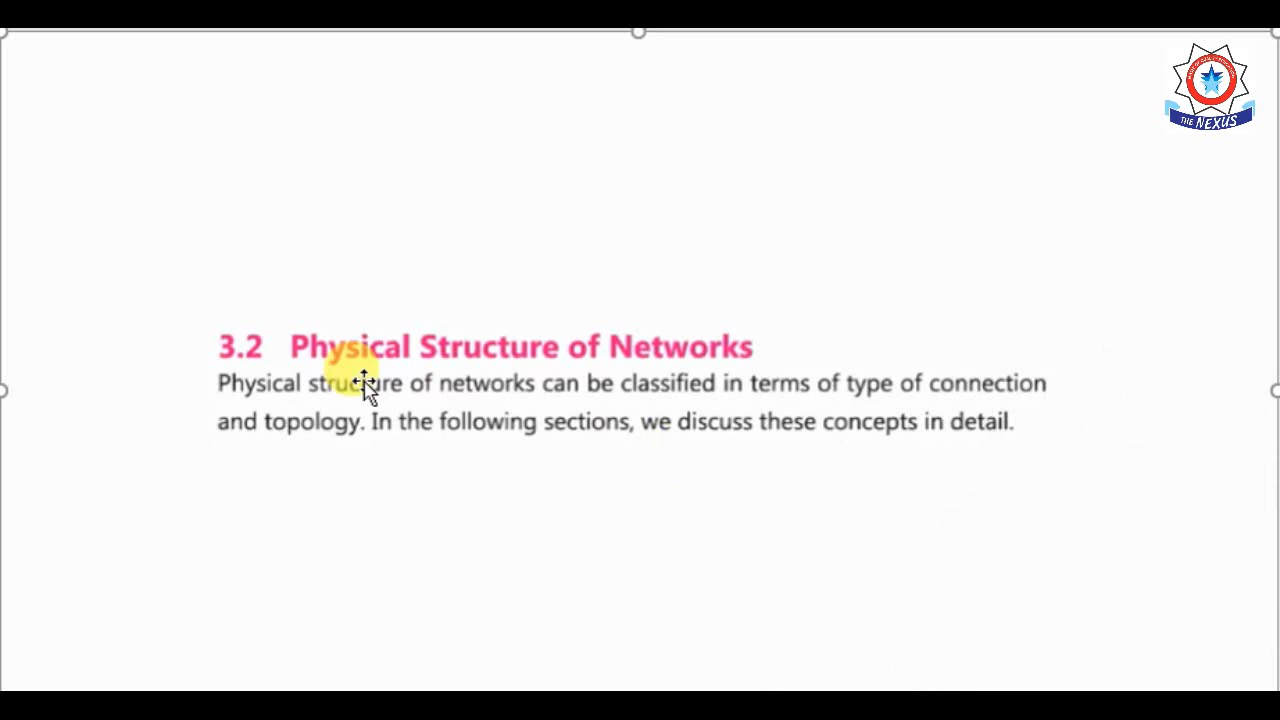 THE NEXUS
3.2 Physical Structure of Networks
Physical structure of networks can be classified in terms of type of connection
and topology. In the following sections, we discuss these concepts in detail.